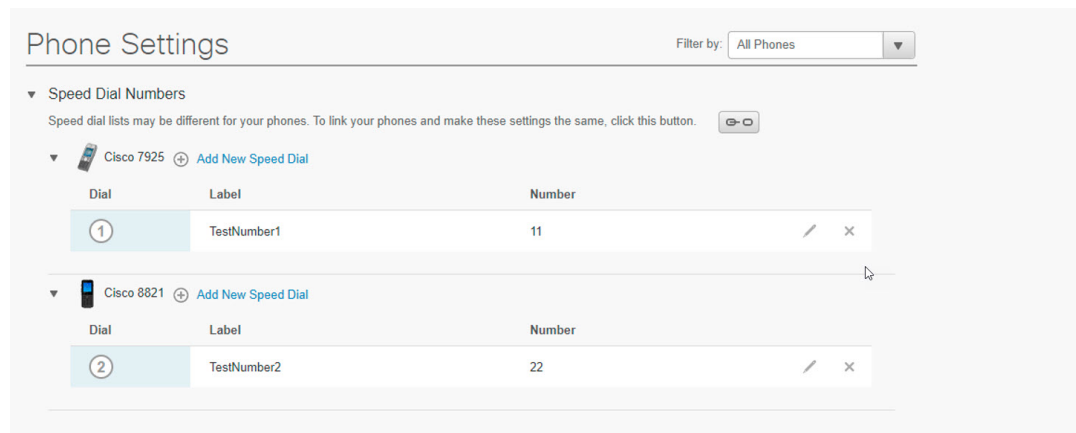 Phone Settings
Filter by: All Phones
Speed Dial Numbers
Speed dial lists may be different for your phones. To link your phones and make these settings the same, click this button.
Cisco 7925 Add New Speed Dial
Dial Label Number
1 TestNumber1 11
Cisco 8821 Add New Speed Dial
Dial Label Number
2 TestNumber2 22